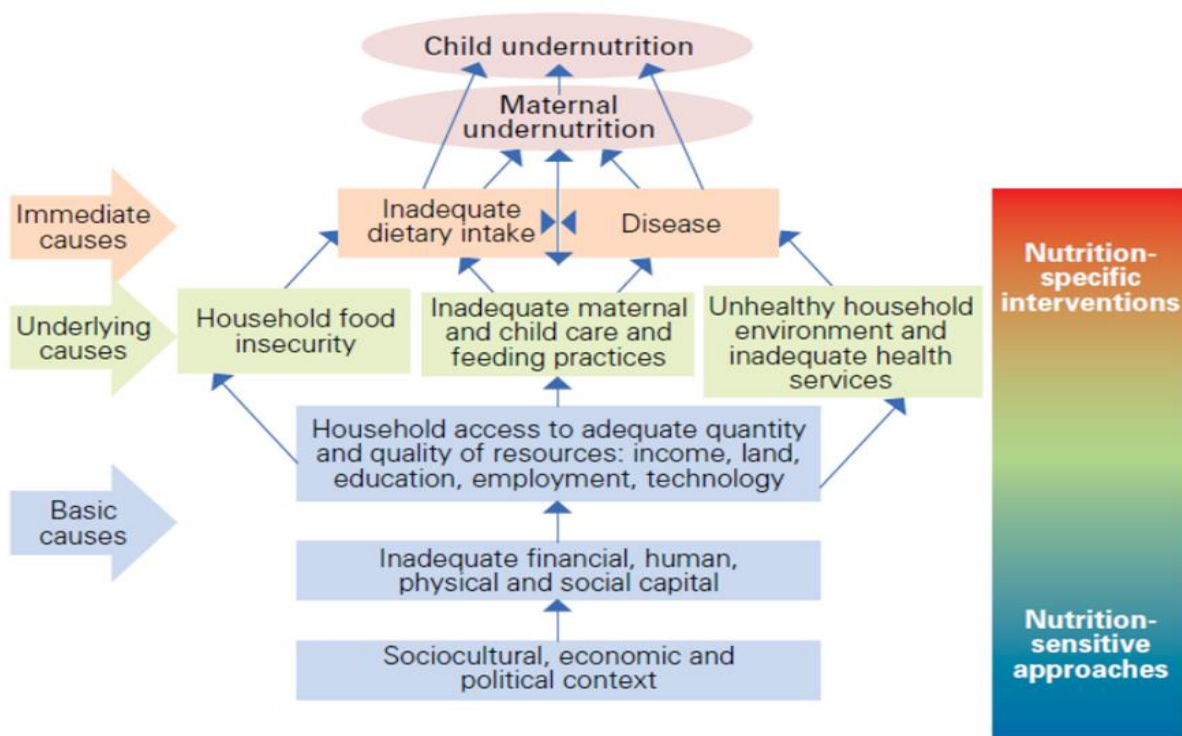 Child undernutrition
Maternal
undernutrition
Immediate
causes
Inadequate
dietary intake
Disease
Underlying
causes
Household food
insecurity
Inadequate maternal
and child care and
feeding practices
Unhealthy household
environment and
inadequate health
services
Basic
causes
Household access to adequate quantity
and quality of resources: income, land,
education, employment, technology
Inadequate financial, human,
physical and social capital
Sociocultural, economic and
political context
Nutrition-
specific
interventions
Nutrition-
sensitive
approaches